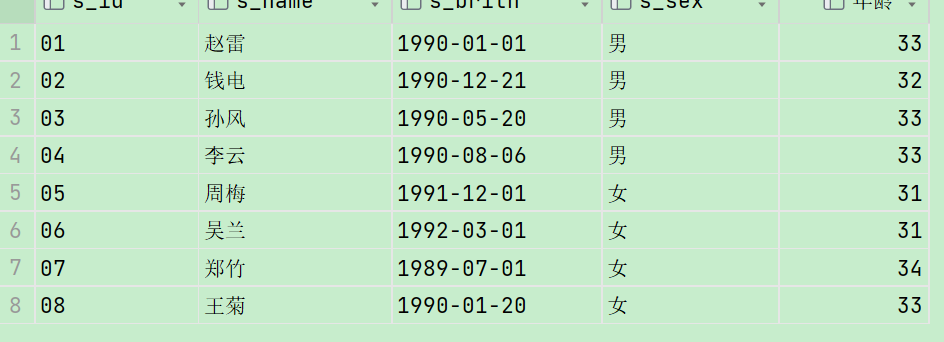 s_id s_name s_brith s_sex 年龄
1 01 赵雷 1990-01-01 男 33
2 02 钱电 1990-12-21 男 32
3 03 孙风 1990-05-20 男 33
4 04 李云 1990-08-06 男 33
5 05 周梅 1991-12-01 女 31
6 06 吴兰 1992-03-01 女 31
7 07 郑竹 1989-07-01 女 34
8 08 王菊 1990-01-20 女 33